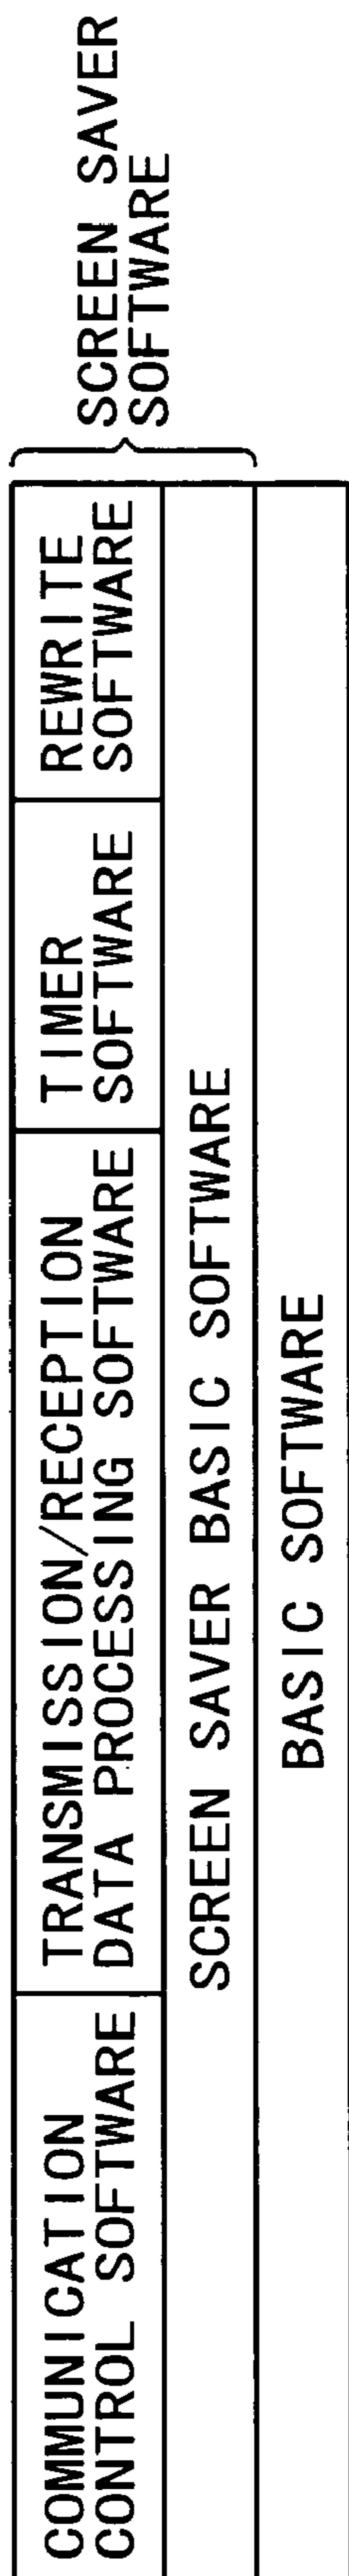 COMMUNICATION
CONTROL SOFTWARE
TRANSMISSION/RECEPTION
DATA PROCESSING SOFTWARE
TIMER
SOFTWARE
REWRITE
SOFTWARE
SCREEN SAVER BASIC SOFTWARE
BASIC SOFTWARE
SCREEN SAVER
SOFTWARE